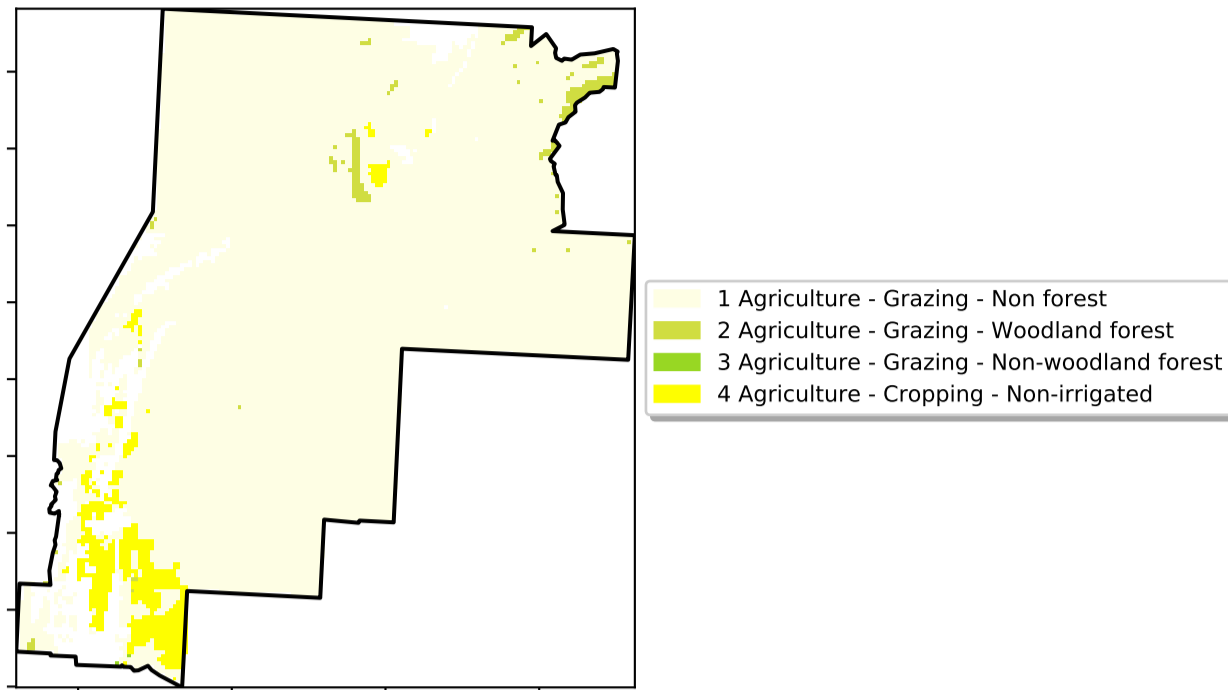 1 Agriculture - Grazing - Non forest
2 Agriculture - Grazing - Woodland forest
3 Agriculture - Grazing - Non-woodland forest
4 Agriculture - Cropping - Non-irrigated